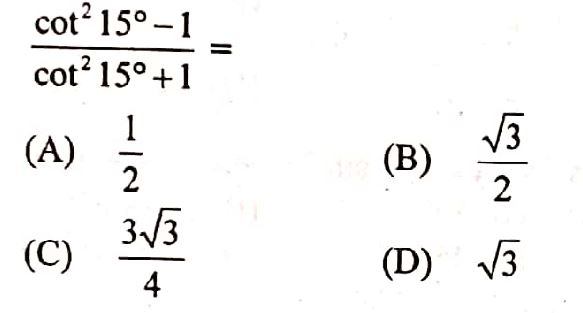 cot² 15° − 1 / cot² 15° + 1 =
(A) 1/2 (B) √3/2
(C) 3√3/4 (D) √3